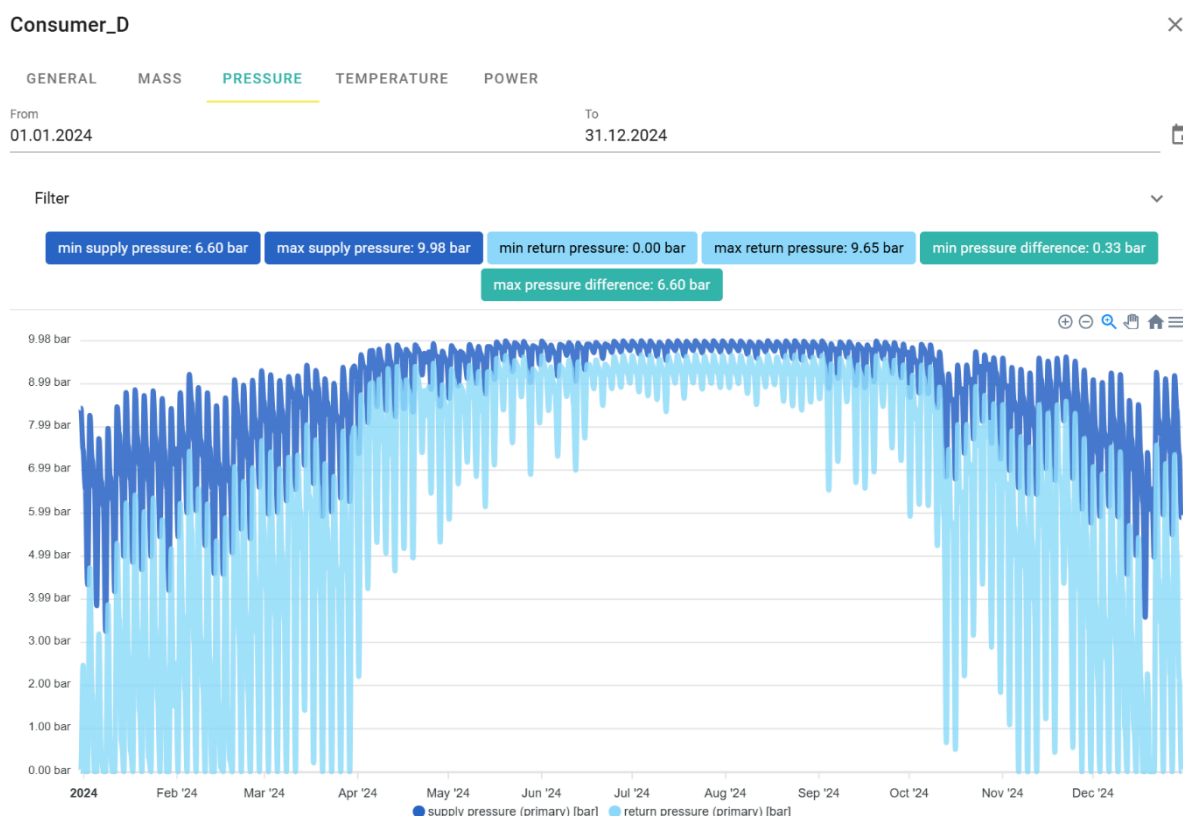 Consumer_D
GENERAL MASS PRESSURE TEMPERATURE POWER
From To
01.01.2024 31.12.2024
Filter
min supply pressure: 6.60 bar max supply pressure: 9.98 bar min return pressure: 0.00 bar max return pressure: 9.65 bar min pressure difference: 0.33 bar
max pressure difference: 6.60 bar
9.98 bar
8.99 bar
7.99 bar
6.99 bar
5.99 bar
4.99 bar
3.99 bar
3.00 bar
2.00 bar
1.00 bar
0.00 bar
2024 Feb '24 Mar '24 Apr '24 May '24 Jun '24 Jul '24 Aug '24 Sep '24 Oct '24 Nov '24 Dec '24
supply pressure (primary) [bar] return pressure (primary) [bar]